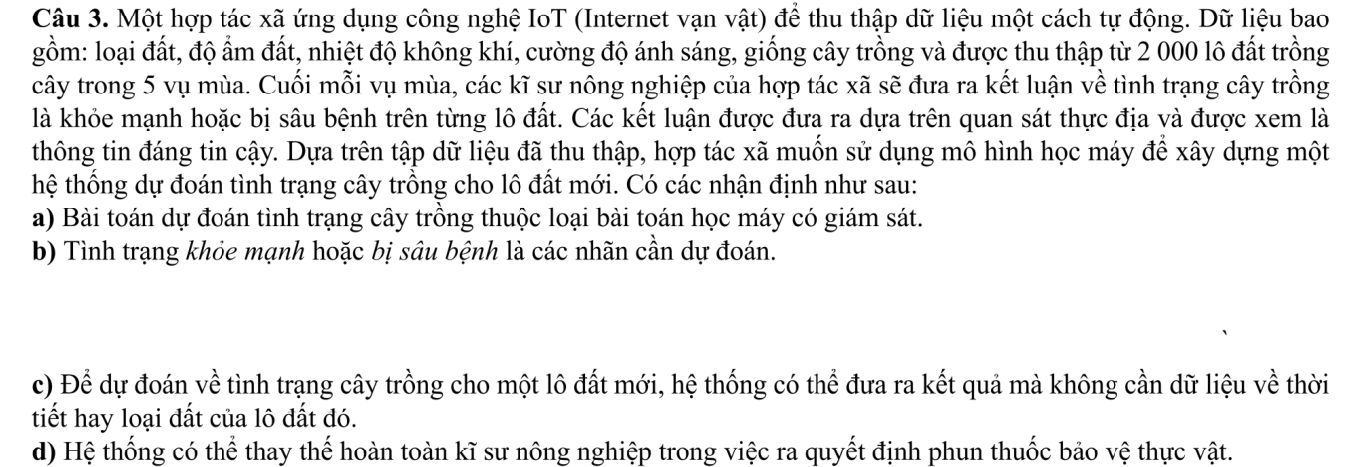 Câu 3. Một hợp tác xã ứng dụng công nghệ IoT (Internet vạn vật) để thu thập dữ liệu một cách tự động. Dữ liệu bao
gồm: loại đất, độ ẩm đất, nhiệt độ không khí, cường độ ánh sáng, giống cây trồng và được thu thập từ 2 000 lô đất trồng
cây trong 5 vụ mùa. Cuối mỗi vụ mùa, các kĩ sư nông nghiệp của hợp tác xã sẽ đưa ra kết luận về tình trạng cây trồng
là khỏe mạnh hoặc bị sâu bệnh trên từng lô đất. Các kết luận được đưa ra dựa trên quan sát thực địa và được xem là
thông tin đáng tin cậy. Dựa trên tập dữ liệu đã thu thập, hợp tác xã muốn sử dụng mô hình học máy để xây dựng một
hệ thống dự đoán tình trạng cây trồng cho lô đất mới. Có các nhận định như sau:
a) Bài toán dự đoán tình trạng cây trồng thuộc loại bài toán học máy có giám sát.
b) Tình trạng khỏe mạnh hoặc bị sâu bệnh là các nhãn cần dự đoán.
c) Để dự đoán về tình trạng cây trồng cho một lô đất mới, hệ thống có thể đưa ra kết quả mà không cần dữ liệu về thời
tiết hay loại đất của lô đất đó.
d) Hệ thống có thể thay thế hoàn toàn kĩ sư nông nghiệp trong việc ra quyết định phun thuốc bảo vệ thực vật.